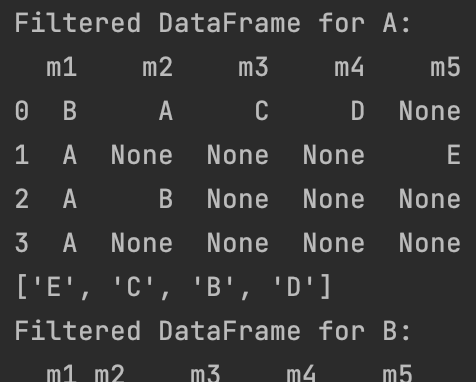 Filtered DataFrame for A:
m1 m2 m3 m4 m5
0 B A C D None
1 A None None None E
2 A B None None None
3 A None None None None
['E', 'C', 'B', 'D']
Filtered DataFrame for B:
m1 m2 m3 m4 m5